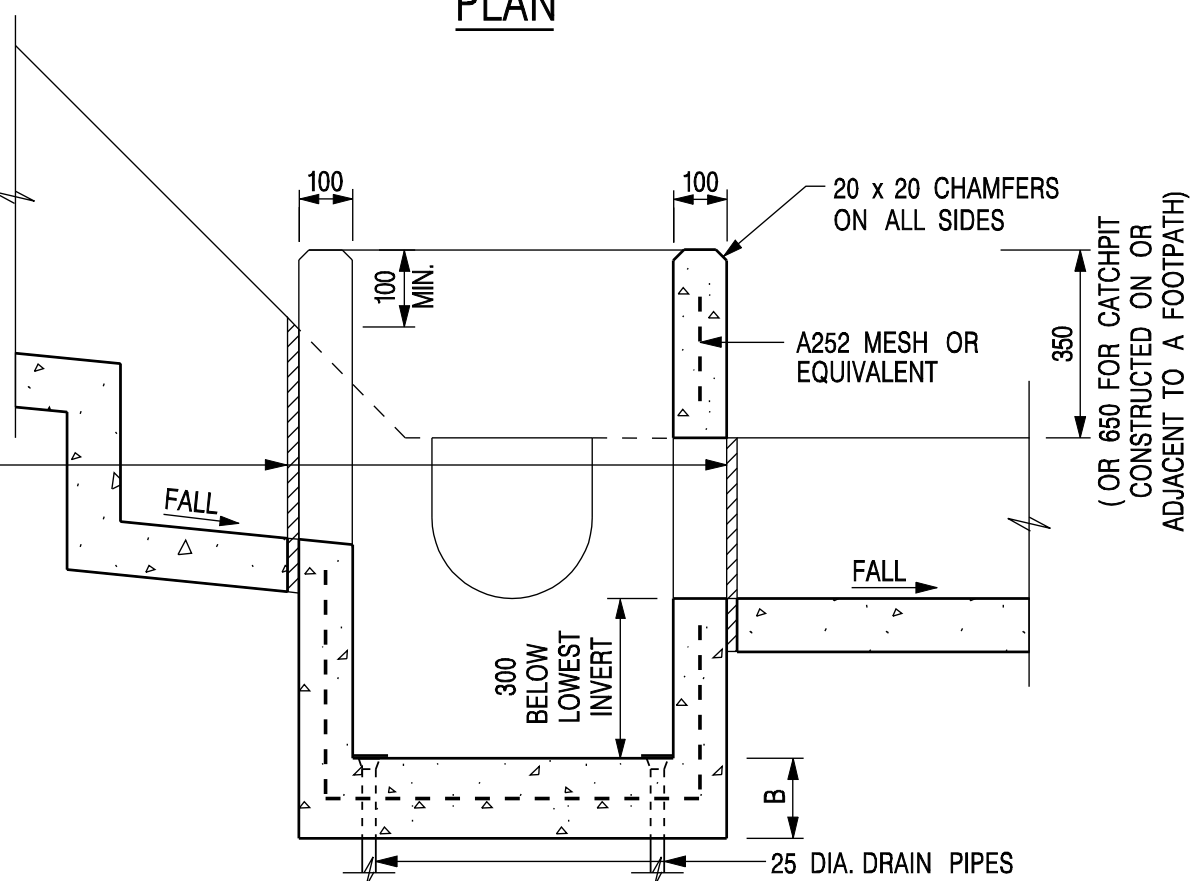 PLAN
100
100
20 x 20 CHAMFERS
ON ALL SIDES
100
MIN.
A252 MESH OR
EQUIVALENT
350
( OR 650 FOR CATCHPIT
CONSTRUCTED ON OR
ADJACENT TO A FOOTPATH)
FALL
FALL
300
BELOW
LOWEST
INVERT
B
25 DIA. DRAIN PIPES